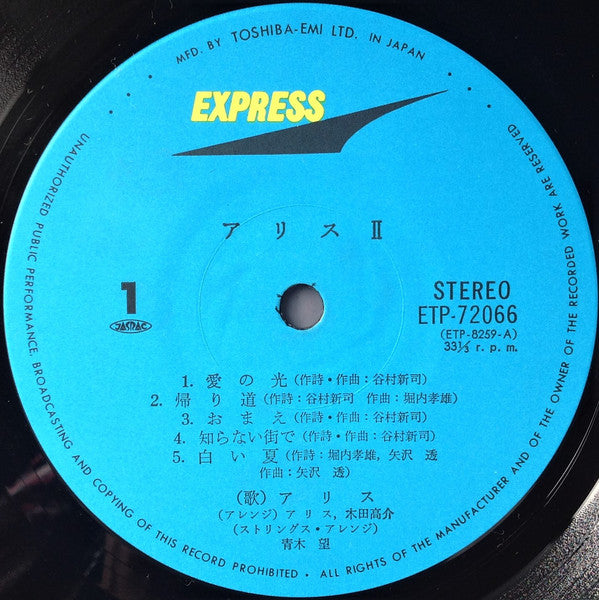 MFD. BY TOSHIBA-EMI LTD. IN JAPAN
EXPRESS
アリスⅡ
1
JASRAC
STEREO
ETP-72066
(ETP-8259-A)
33⅓ r. p. m.
1. 愛の光(作詩・作曲:谷村新司)
2. 帰り道(作詩:谷村新司 作曲:堀内孝雄)
3. おまえ(作詩・作曲:谷村新司)
4. 知らない街で(作詩・作曲:谷村新司)
5. 白い夏(作詩:堀内孝雄, 矢沢 透
作曲:矢沢 透)
(歌)アリス
(アレンジ)アリス, 木田高介
(ストリングス・アレンジ)
青木 望
UNAUTHORIZED PUBLIC PERFORMANCE, BROADCASTING AND COPYING OF THIS RECORD PROHIBITED • ALL RIGHTS OF THE MANUFACTURER AND OF THE OWNER OF THE RECORDED WORK ARE RESERVED